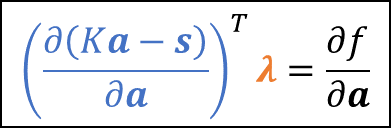 (∂(Ka − s)/∂a)ᵀ λ = ∂f/∂a